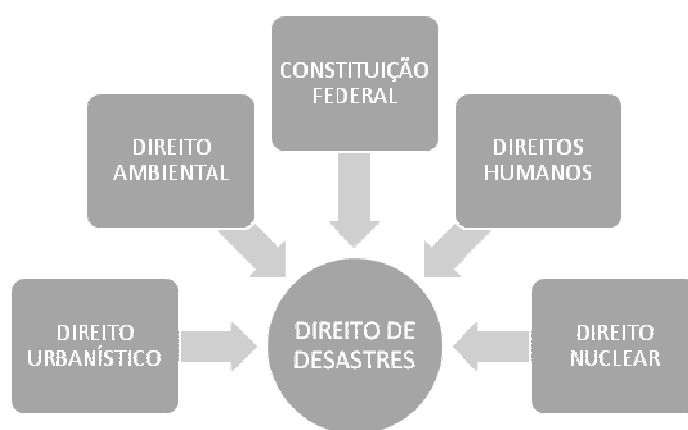 CONSTITUIÇÃO
FEDERAL
DIREITO
AMBIENTAL
DIREITOS
HUMANOS
DIREITO
URBANÍSTICO
DIREITO DE
DESASTRES
DIREITO
NUCLEAR